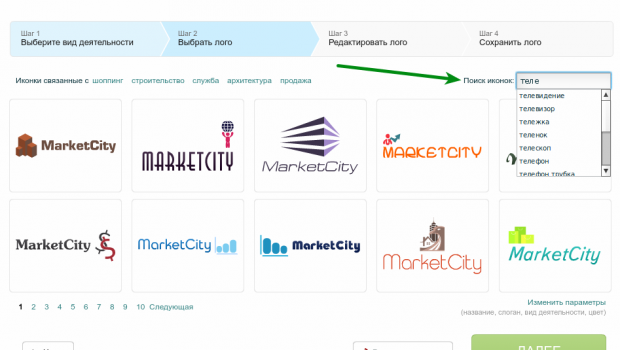 Шаг 1
Выберите вид деятельности
Шаг 2
Выбрать лого
Шаг 3
Редактировать лого
Шаг 4
Сохранить лого
Иконки связанные с шоппинг строительство служба архитектура продажа
Поиск иконок: теле
телевидение
телевизор
тележка
теленок
телескоп
телефон
телефон трубка
MarketCity
MARKETCITY
MarketCity
MARKETCITY
MarketCity
MarketCity
MarketCity
MarketCity
MarketCity
1 2 3 4 5 6 7 8 9 10 Следующая
Изменить параметры
(название, слоган, вид деятельности, цвет)
ДАЛЕЕ